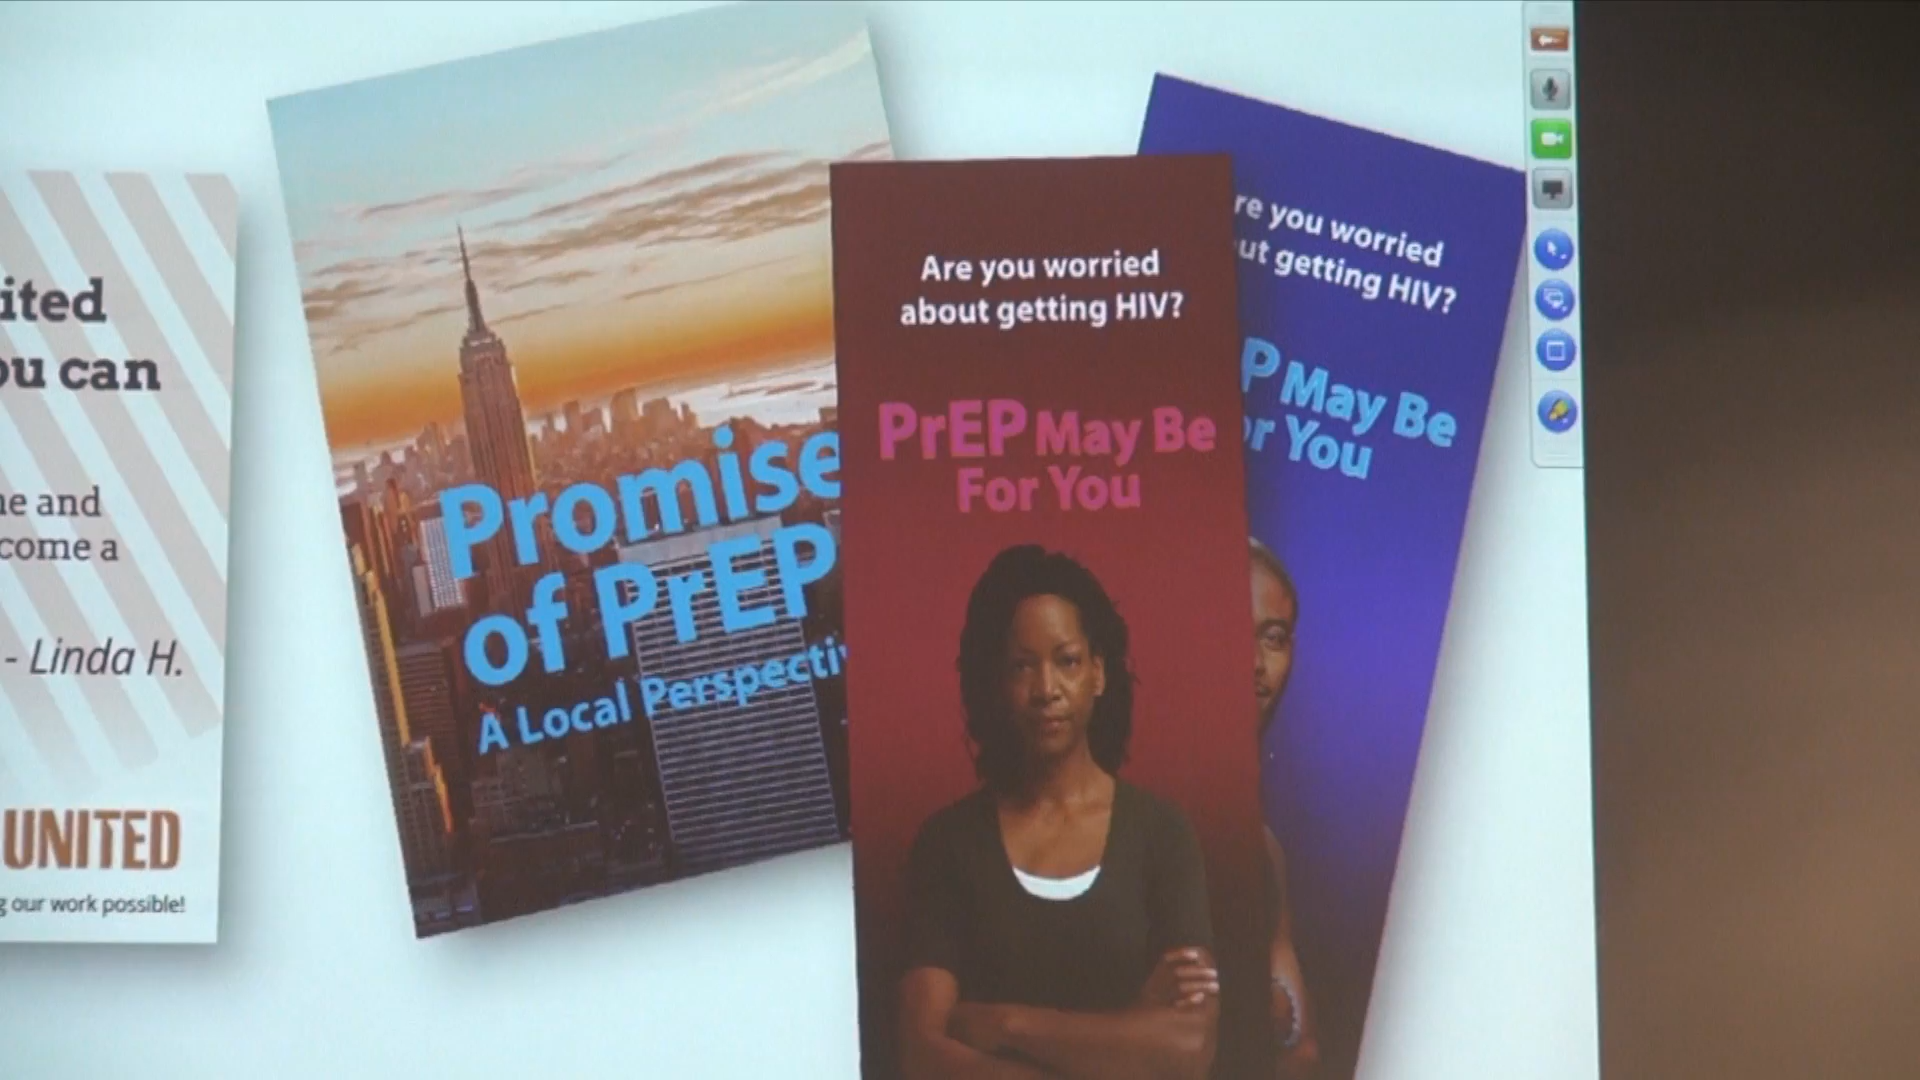 ited
ou can
ne and
come a
- Linda H.
UNITED
g our work possible!
Promise
of PrEP
A Local Perspectiv
Are you worried
about getting HIV?
PrEP May Be
For You
re you worried
ut getting HIV?
P May Be
or You